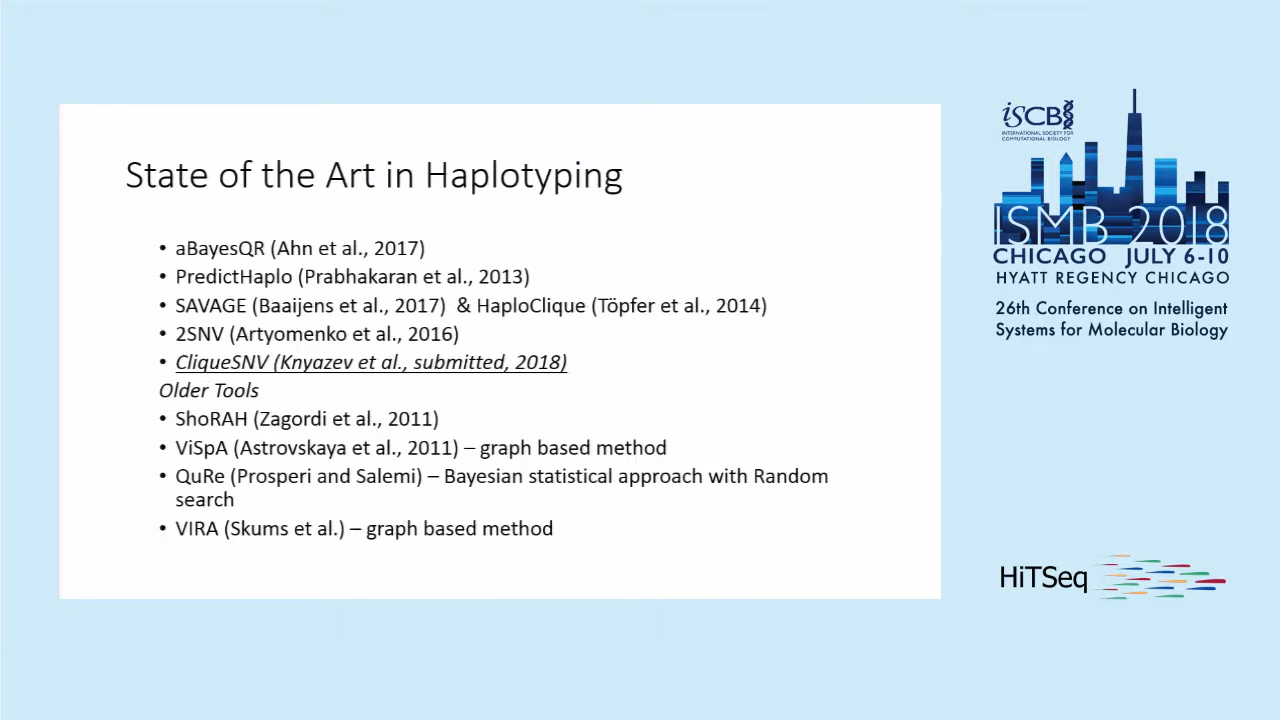 State of the Art in Haplotyping
• aBayesQR (Ahn et al., 2017)
• PredictHaplo (Prabhakaran et al., 2013)
• SAVAGE (Baaijens et al., 2017) & HaploClique (Töpfer et al., 2014)
• 2SNV (Artyomenko et al., 2016)
• CliqueSNV (Knyazev et al., submitted, 2018)
Older Tools
• ShoRAH (Zagordi et al., 2011)
• ViSpA (Astrovskaya et al., 2011) – graph based method
• QuRe (Prosperi and Salemi) – Bayesian statistical approach with Random
search
• VIRA (Skums et al.) – graph based method
iSCB
INTERNATIONAL SOCIETY FOR
COMPUTATIONAL BIOLOGY
ISMB 2018
CHICAGO JULY 6-10
HYATT REGENCY CHICAGO
26th Conference on Intelligent
Systems for Molecular Biology
HiTSeq